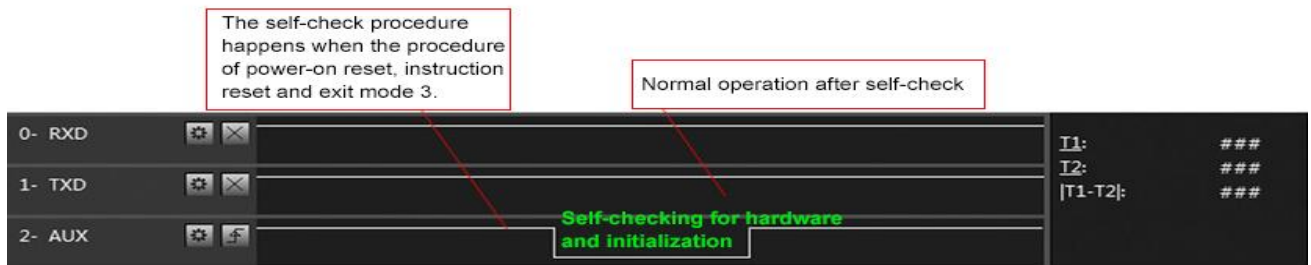 The self-check procedure
happens when the procedure
of power-on reset, instruction
reset and exit mode 3.
Normal operation after self-check
0- RXD
T1: ###
1- TXD
T2: ###
|T1-T2|: ###
Self-checking for hardware
and initialization
2- AUX